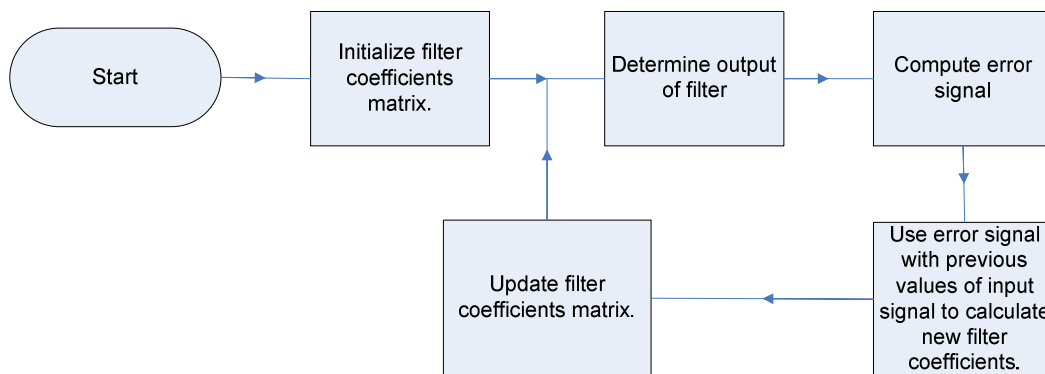 Start
Initialize filter
coefficients
matrix.
Determine output
of filter
Compute error
signal
Use error signal
with previous
values of input
signal to calculate
new filter
coefficients.
Update filter
coefficients matrix.